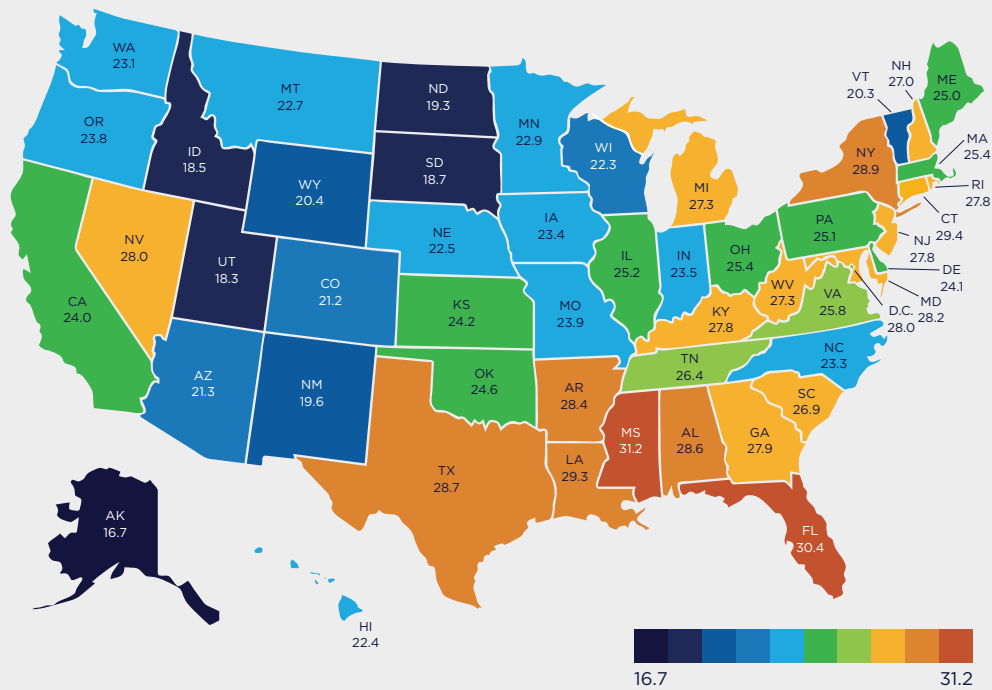 WA
23.1
MT
22.7
ND
19.3
MN
22.9
VT
20.3
NH
27.0
ME
25.0
OR
23.8
ID
18.5
SD
18.7
WI
22.3
MI
27.3
NY
28.9
MA
25.4
RI
27.8
CT
29.4
NJ
27.8
DE
24.1
MD
28.2
D.C.
28.0
WY
20.4
NE
22.5
IA
23.4
IL
25.2
IN
23.5
OH
25.4
PA
25.1
NV
28.0
UT
18.3
CO
21.2
KS
24.2
MO
23.9
KY
27.8
WV
27.3
VA
25.8
CA
24.0
AZ
21.3
NM
19.6
OK
24.6
AR
28.4
TN
26.4
NC
23.3
SC
26.9
TX
28.7
LA
29.3
MS
31.2
AL
28.6
GA
27.9
FL
30.4
AK
16.7
HI
22.4
16.7
31.2